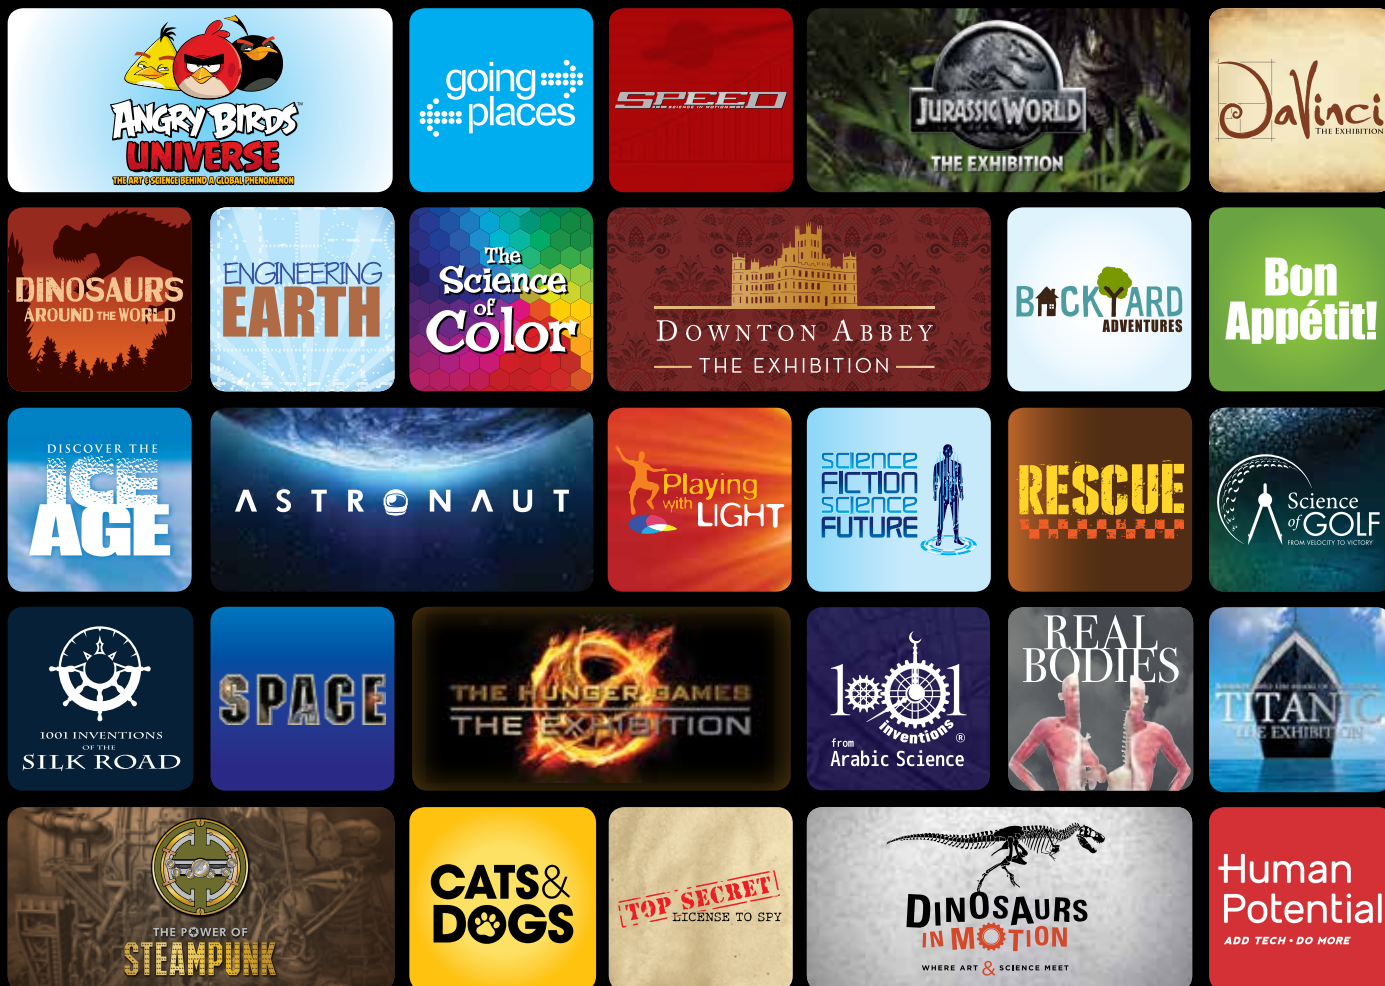 ANGRY BIRDS™
UNIVERSE
THE ART & SCIENCE BEHIND A GLOBAL PHENOMENON
going
places
SPEED
SCIENCE IN MOTION
JURASSIC WORLD
THE EXHIBITION
DaVinci
THE EXHIBITION
DINOSAURS
AROUND THE WORLD
ENGINEERING
EARTH
The
Science
of
Color
DOWNTON ABBEY
THE EXHIBITION
BACKYARD
ADVENTURES
Bon
Appétit!
DISCOVER THE
ICE
AGE
ASTRONAUT
Playing
with LIGHT
SCIENCE
FICTION
SCIENCE
FUTURE
RESCUE
Science
of GOLF
FROM VELOCITY TO VICTORY
1001 INVENTIONS
OF THE
SILK ROAD
SPACE
THE HUNGER GAMES
THE EXHIBITION
1001
inventions®
from
Arabic Science
REAL
BODIES
TITANIC
THE EXHIBITION
THE POWER OF
STEAMPUNK
CATS&
DOGS
TOP SECRET
LICENSE TO SPY
DINOSAURS
IN MOTION
WHERE ART & SCIENCE MEET
Human
Potential
ADD TECH • DO MORE